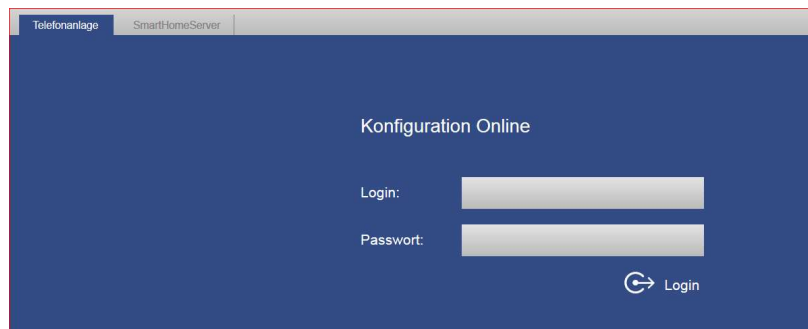 Telefonanlage SmartHomeServer
Konfiguration Online
Login:
Passwort:
Login